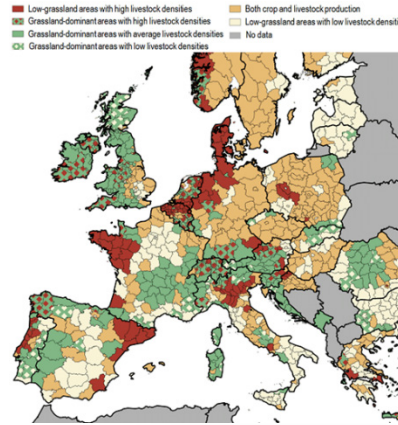 Low-grassland areas with high livestock densities
Grassland-dominant areas with high livestock densities
Grassland-dominant areas with average livestock densities
Grassland-dominant areas with low livestock densities
Both crop and livestock production
Low-grassland areas with low livestock densiti
No data